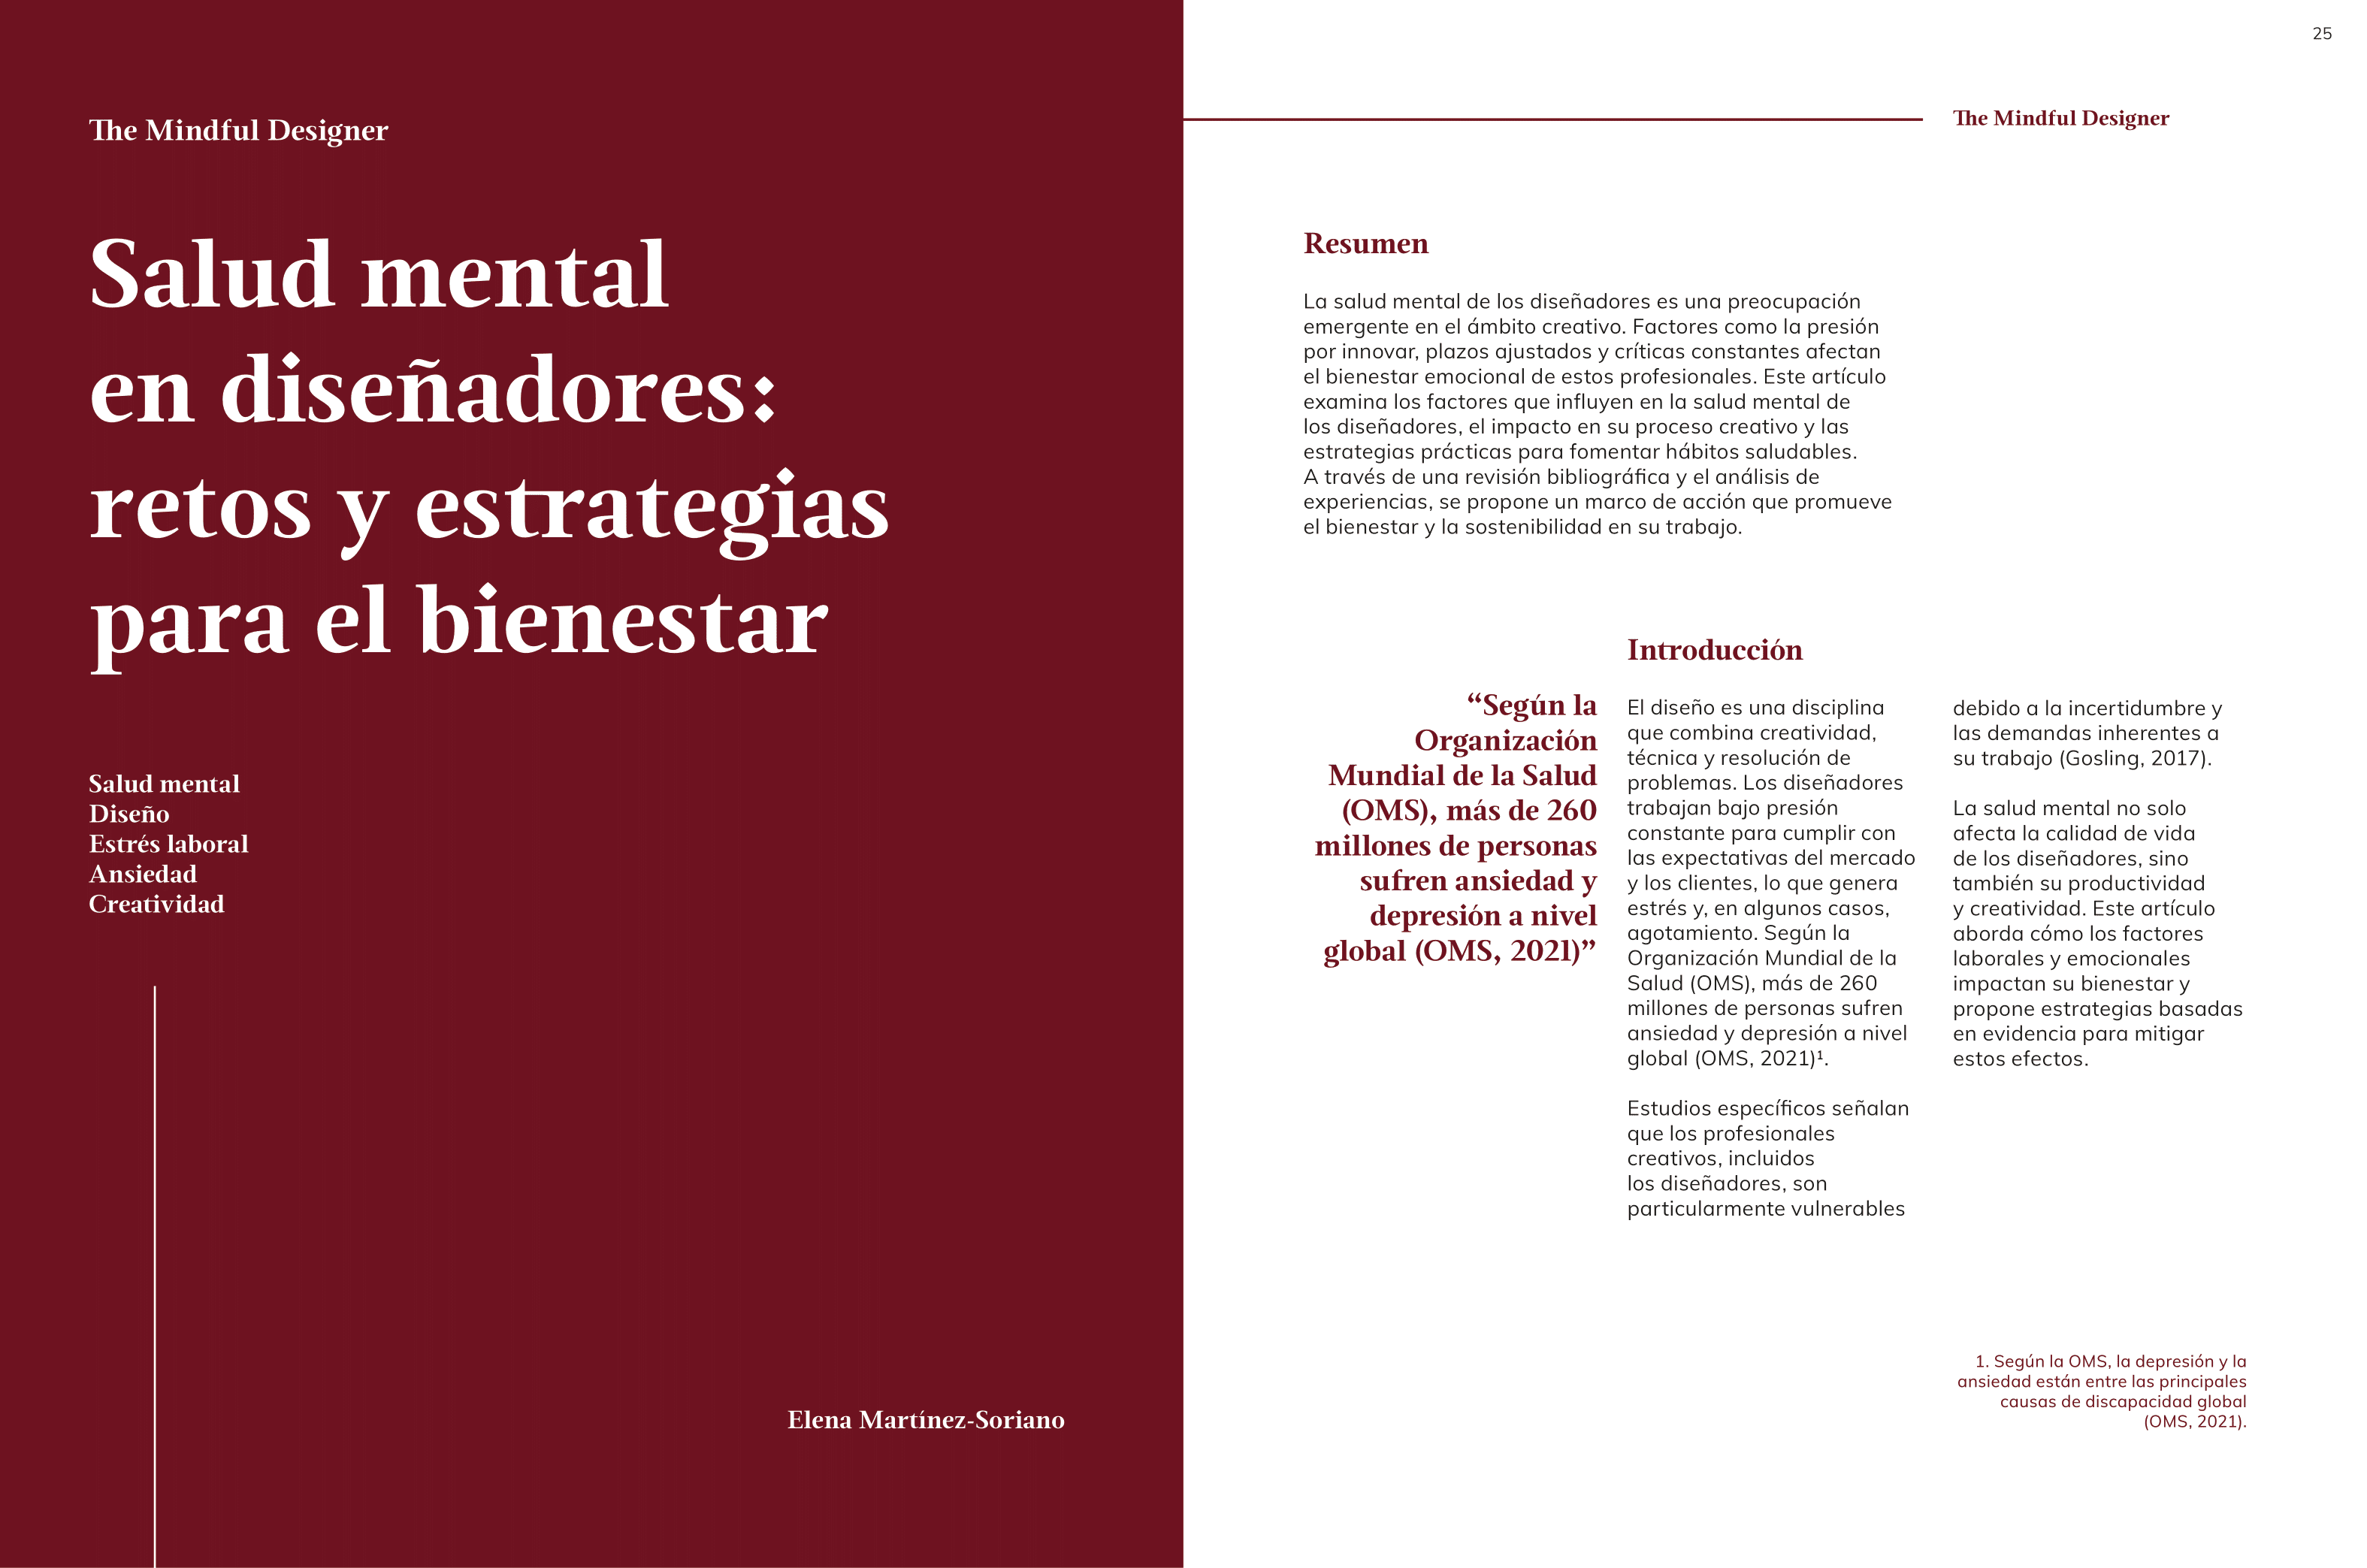 The Mindful Designer
Salud mental
en diseñadores:
retos y estrategias
para el bienestar
Salud mental
Diseño
Estrés laboral
Ansiedad
Creatividad
Elena Martínez-Soriano
25
The Mindful Designer
Resumen
La salud mental de los diseñadores es una preocupación
emergente en el ámbito creativo. Factores como la presión
por innovar, plazos ajustados y críticas constantes afectan
el bienestar emocional de estos profesionales. Este artículo
examina los factores que influyen en la salud mental de
los diseñadores, el impacto en su proceso creativo y las
estrategias prácticas para fomentar hábitos saludables.
A través de una revisión bibliográfica y el análisis de
experiencias, se propone un marco de acción que promueve
el bienestar y la sostenibilidad en su trabajo.
“Según la
Organización
Mundial de la Salud
(OMS), más de 260
millones de personas
sufren ansiedad y
depresión a nivel
global (OMS, 2021)”
Introducción
El diseño es una disciplina
que combina creatividad,
técnica y resolución de
problemas. Los diseñadores
trabajan bajo presión
constante para cumplir con
las expectativas del mercado
y los clientes, lo que genera
estrés y, en algunos casos,
agotamiento. Según la
Organización Mundial de la
Salud (OMS), más de 260
millones de personas sufren
ansiedad y depresión a nivel
global (OMS, 2021)¹.
Estudios específicos señalan
que los profesionales
creativos, incluidos
los diseñadores, son
particularmente vulnerables
debido a la incertidumbre y
las demandas inherentes a
su trabajo (Gosling, 2017).
La salud mental no solo
afecta la calidad de vida
de los diseñadores, sino
también su productividad
y creatividad. Este artículo
aborda cómo los factores
laborales y emocionales
impactan su bienestar y
propone estrategias basadas
en evidencia para mitigar
estos efectos.
1. Según la OMS, la depresión y la
ansiedad están entre las principales
causas de discapacidad global
(OMS, 2021).